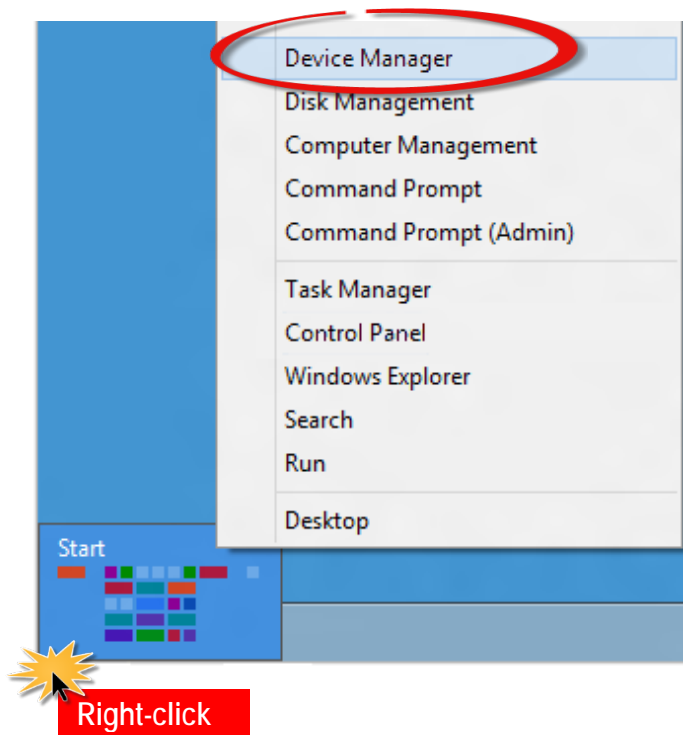 Device Manager
Disk Management
Computer Management
Command Prompt
Command Prompt (Admin)
Task Manager
Control Panel
Windows Explorer
Search
Run
Desktop
Start
Right-click